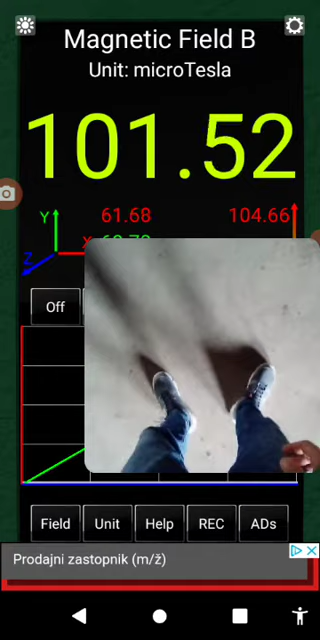 Magnetic Field B
Unit: microTesla
101.52
Y 61.68 104.66
Z X
Off
Field Unit Help REC ADs
Prodajni zastopnik (m/ž)